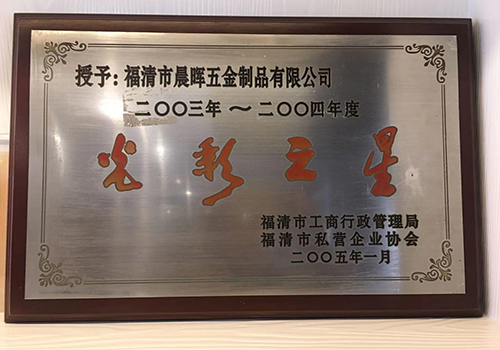 授予：福清市晨晖五金制品有限公司
二〇〇三年～二〇〇四年度
光彩之星
福清市工商行政管理局
福清市私营企业协会
二〇〇五年一月